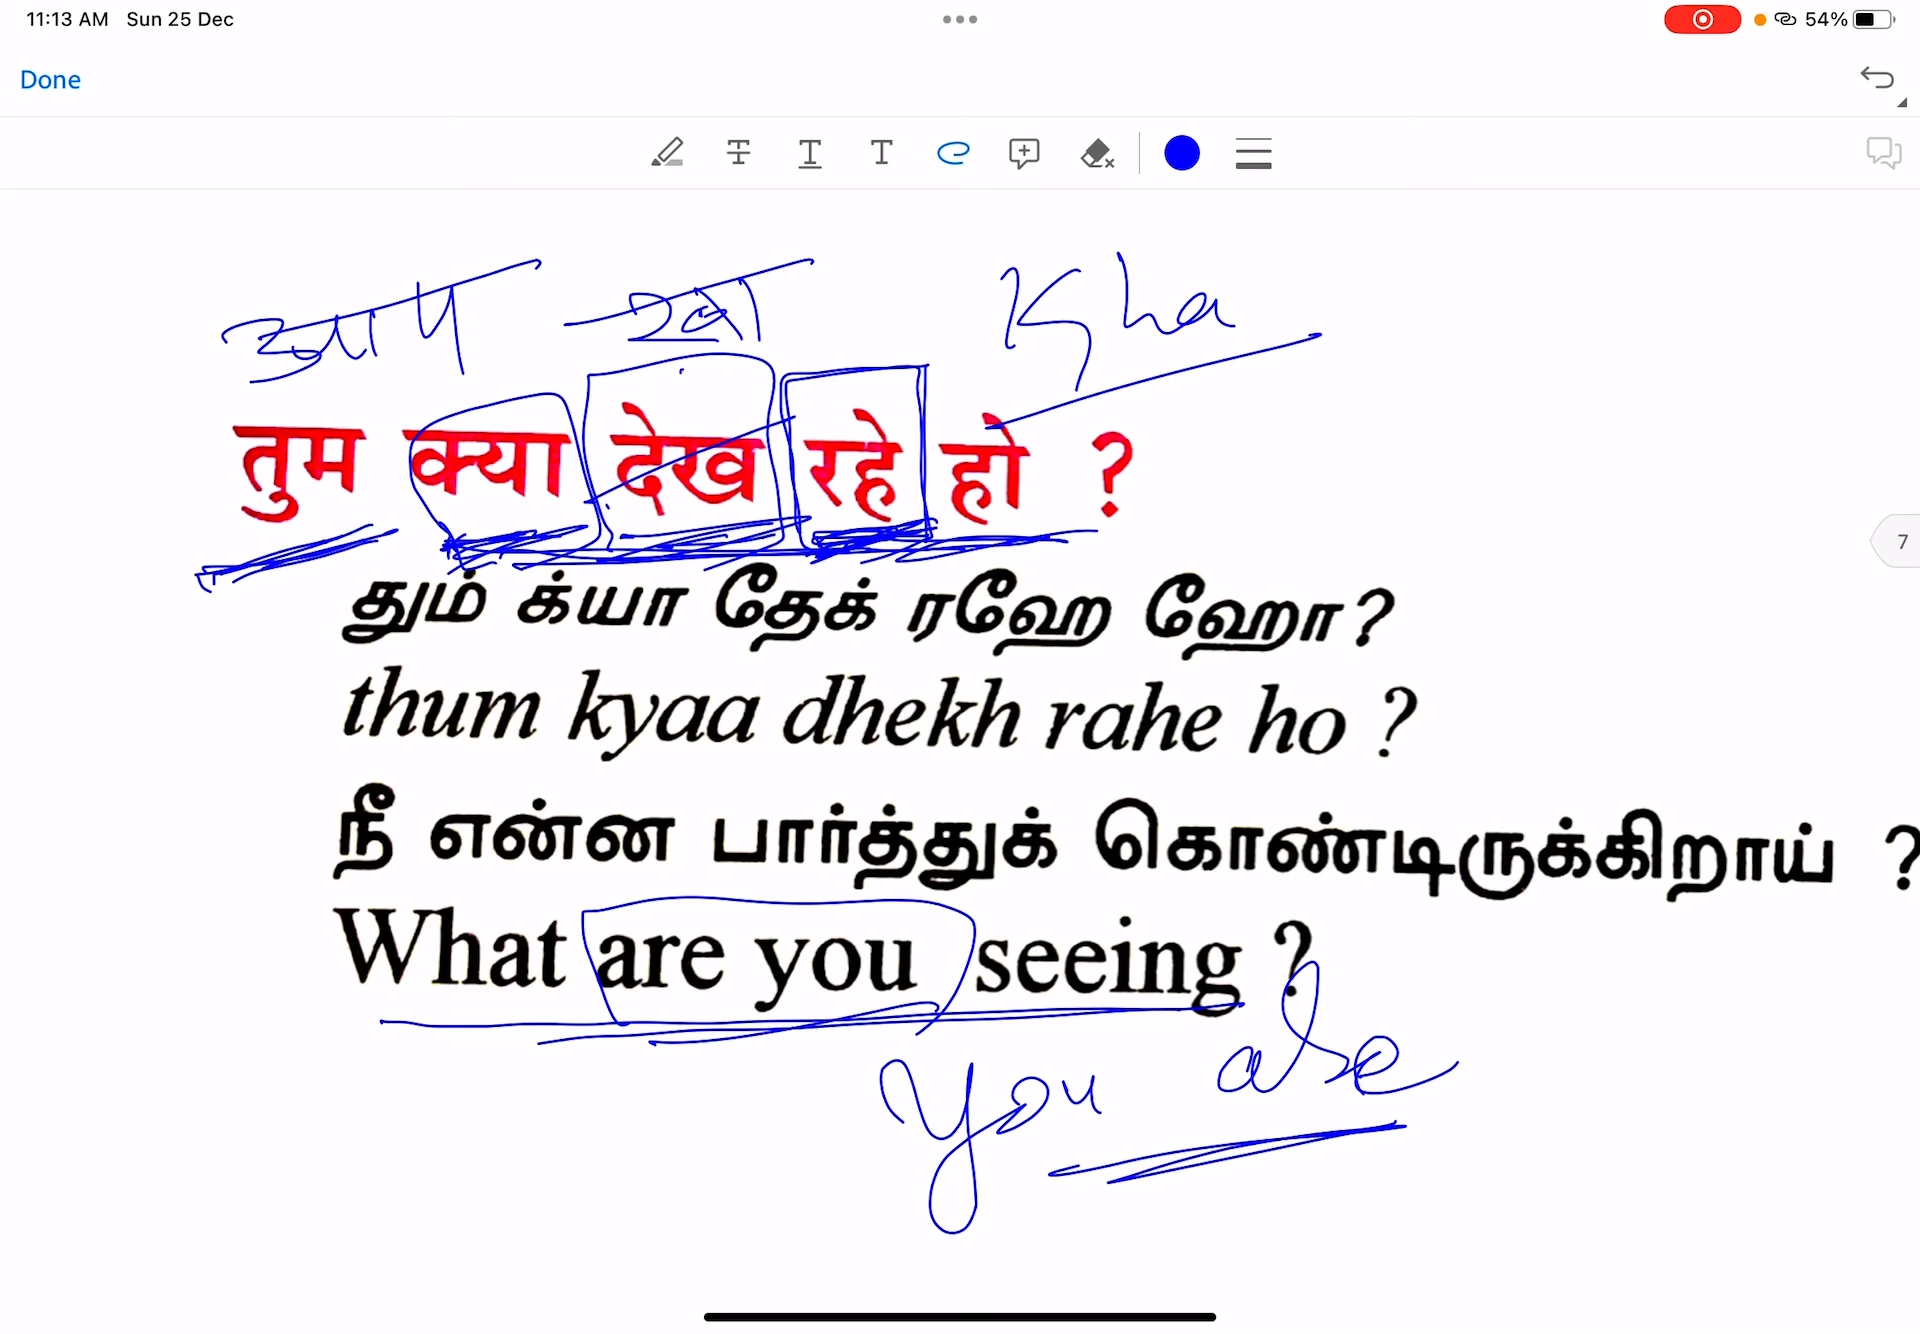 11:13 AM Sun 25 Dec 54%
Done
आप खा Kha
तुम क्या देख रहे हो ?
7
தும் க்யா தேக் ரஹே ஹோ?
thum kyaa dhekh rahe ho ?
நீ என்ன பார்த்துக் கொண்டிருக்கிறாய் ?
What are you seeing ?
You are